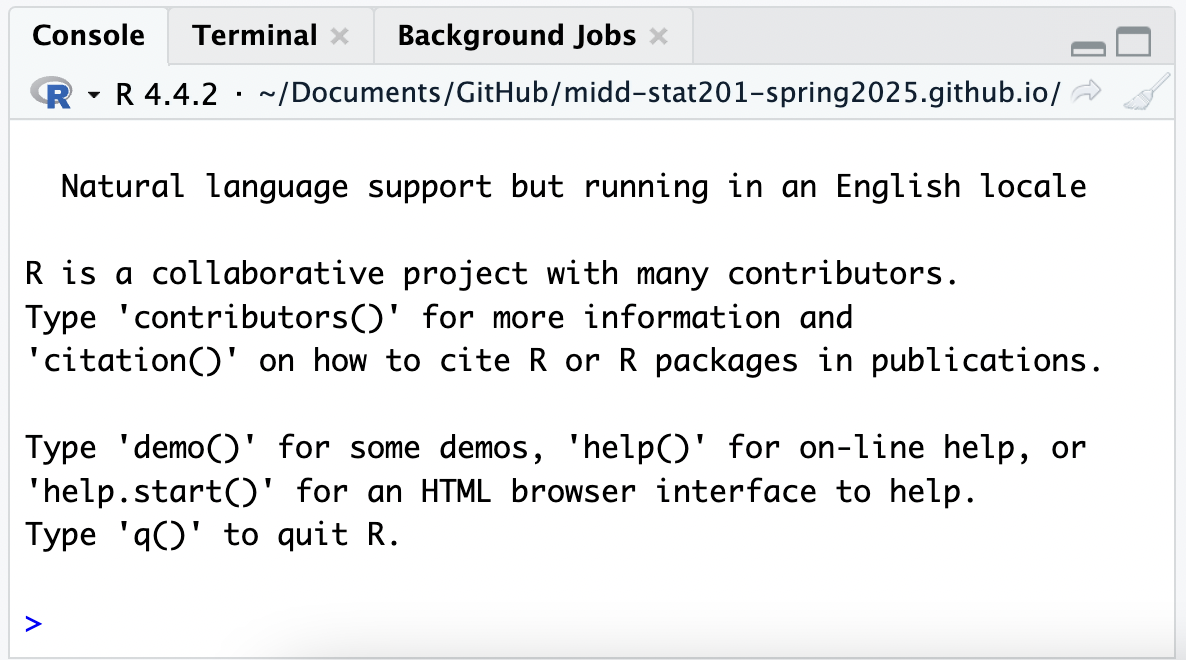 Console Terminal Background Jobs
R R 4.4.2 · ~/Documents/GitHub/midd-stat201-spring2025.github.io/
Natural language support but running in an English locale
R is a collaborative project with many contributors.
Type 'contributors()' for more information and
'citation()' on how to cite R or R packages in publications.
Type 'demo()' for some demos, 'help()' for on-line help, or
'help.start()' for an HTML browser interface to help.
Type 'q()' to quit R.
>